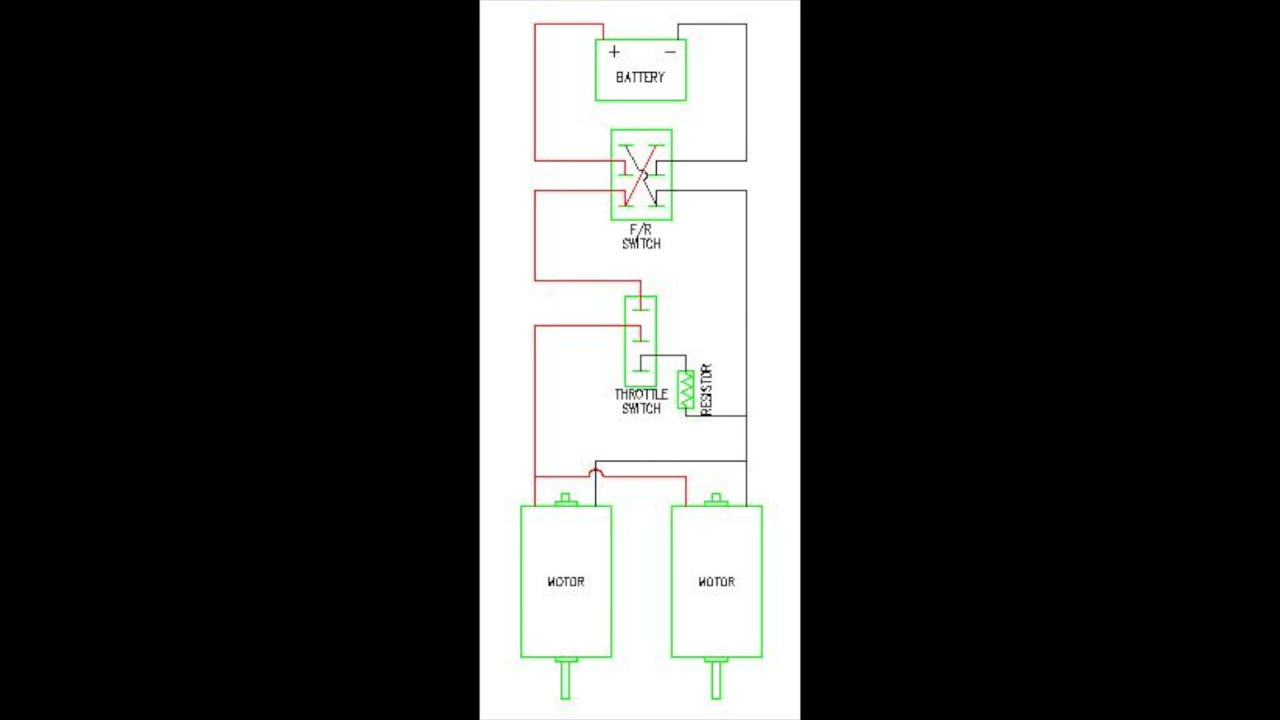 + −
BATTERY
F/R
SWITCH
THROTTLE
SWITCH
RESISTOR
MOTOR
MOTOR